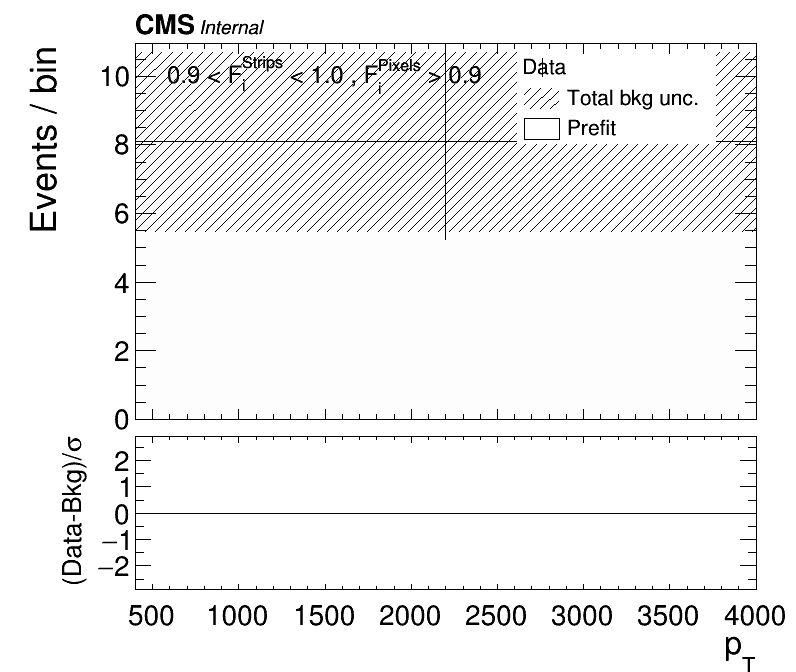 CMS Internal
Events / bin
0.9 < F_i^Strips < 1.0 , F_i^Pixels > 0.9
Data
Total bkg unc.
Prefit
10
8
6
4
2
0
(Data-Bkg)/σ
2
1
0
−1
−2
500 1000 1500 2000 2500 3000 3500 4000
p_T